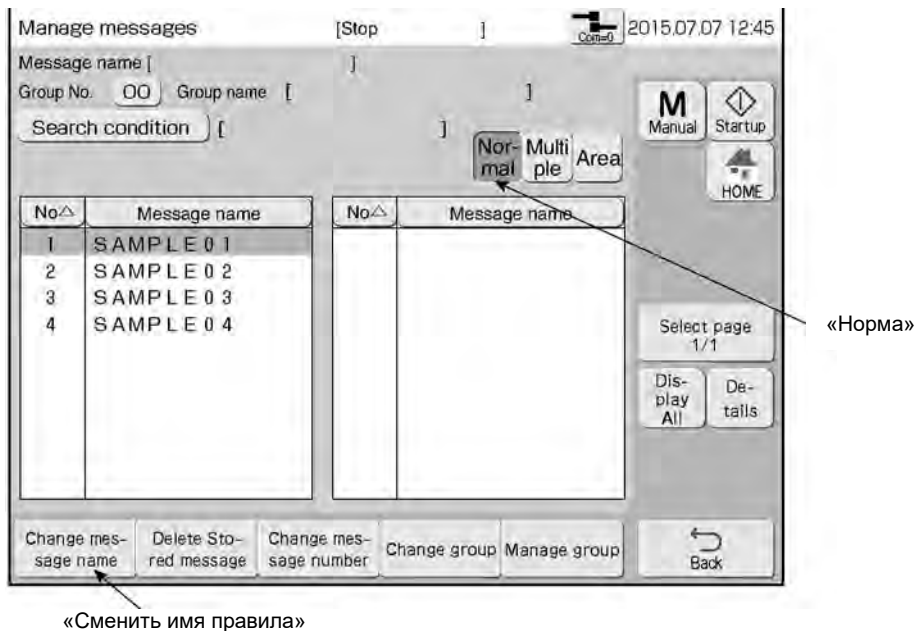 Manage messages [Stop ] Com=0 2015.07.07 12:45
Message name [ ]
Group No. 00 Group name [ ]
Search condition [ ]
M
Manual Startup
HOME
Nor-
mal
Multi
ple
Area
No△ Message name No△ Message name
1 SAMPLE01
2 SAMPLE02
3 SAMPLE03
4 SAMPLE04
Select page
1/1
«Норма»
Dis-
play
All
De-
tails
Change mes-
sage name
Delete Sto-
red message
Change mes-
sage number
Change group
Manage group
Back
«Сменить имя правила»